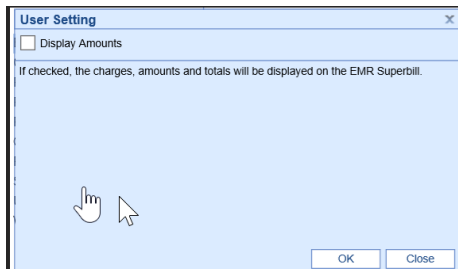 User Setting
Display Amounts
If checked, the charges, amounts and totals will be displayed on the EMR Superbill.
OK
Close